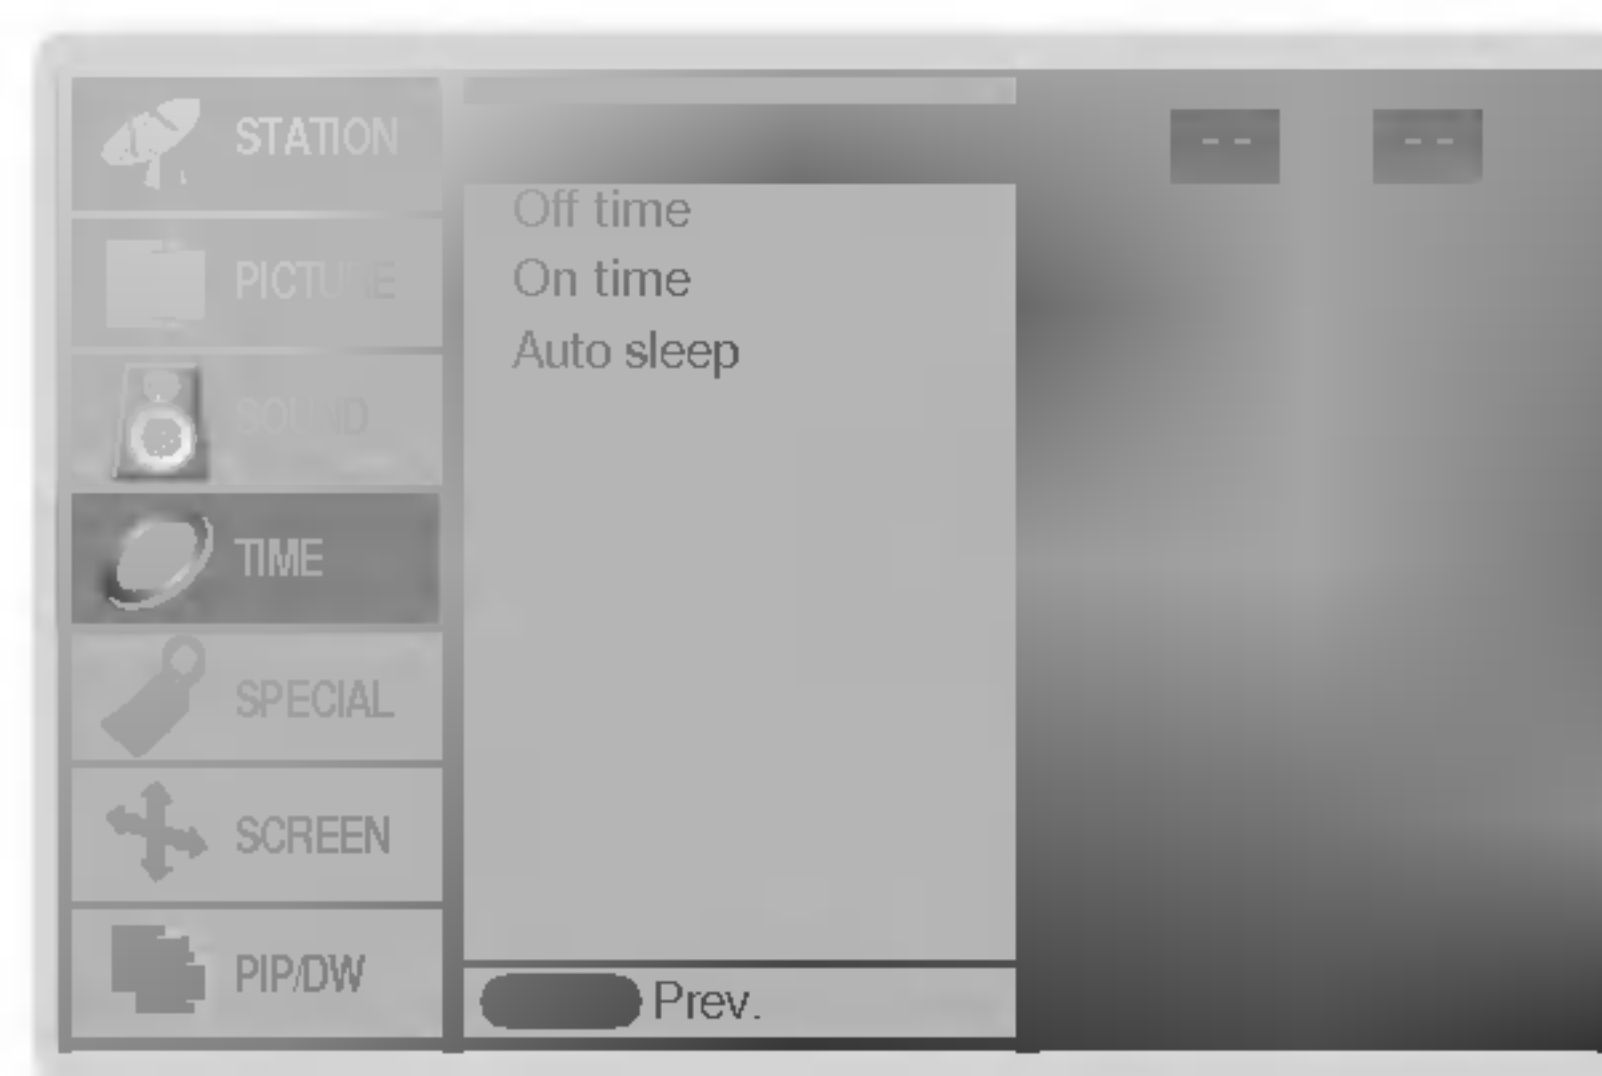 STATION
PICTURE
SOUND
TIME
SPECIAL
SCREEN
PIP/DW
Off time
On time
Auto sleep
Prev.
-- --